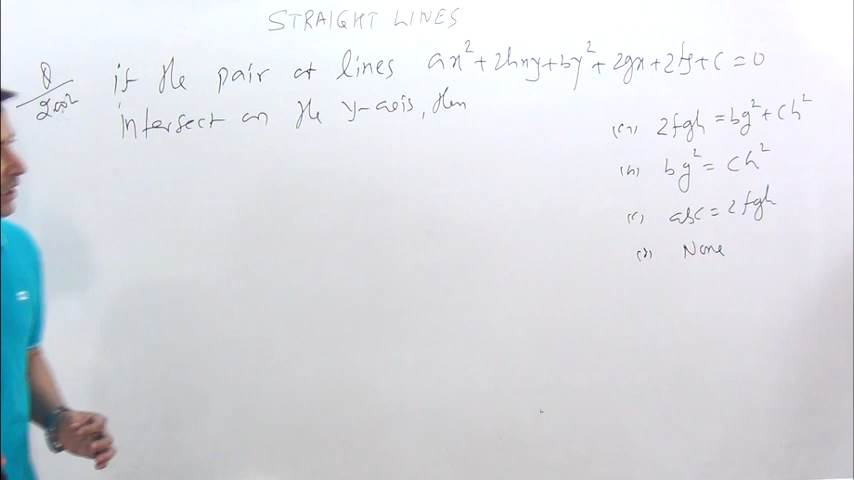 STRAIGHT LINES
Q/2002 if the pair of lines ax²+2hxy+by²+2gx+2fy+c=0
intersect on the y-axis, then
(a) 2fgh = bg²+ch²
(b) bg² = ch²
(c) abc = 2fgh
(d) None